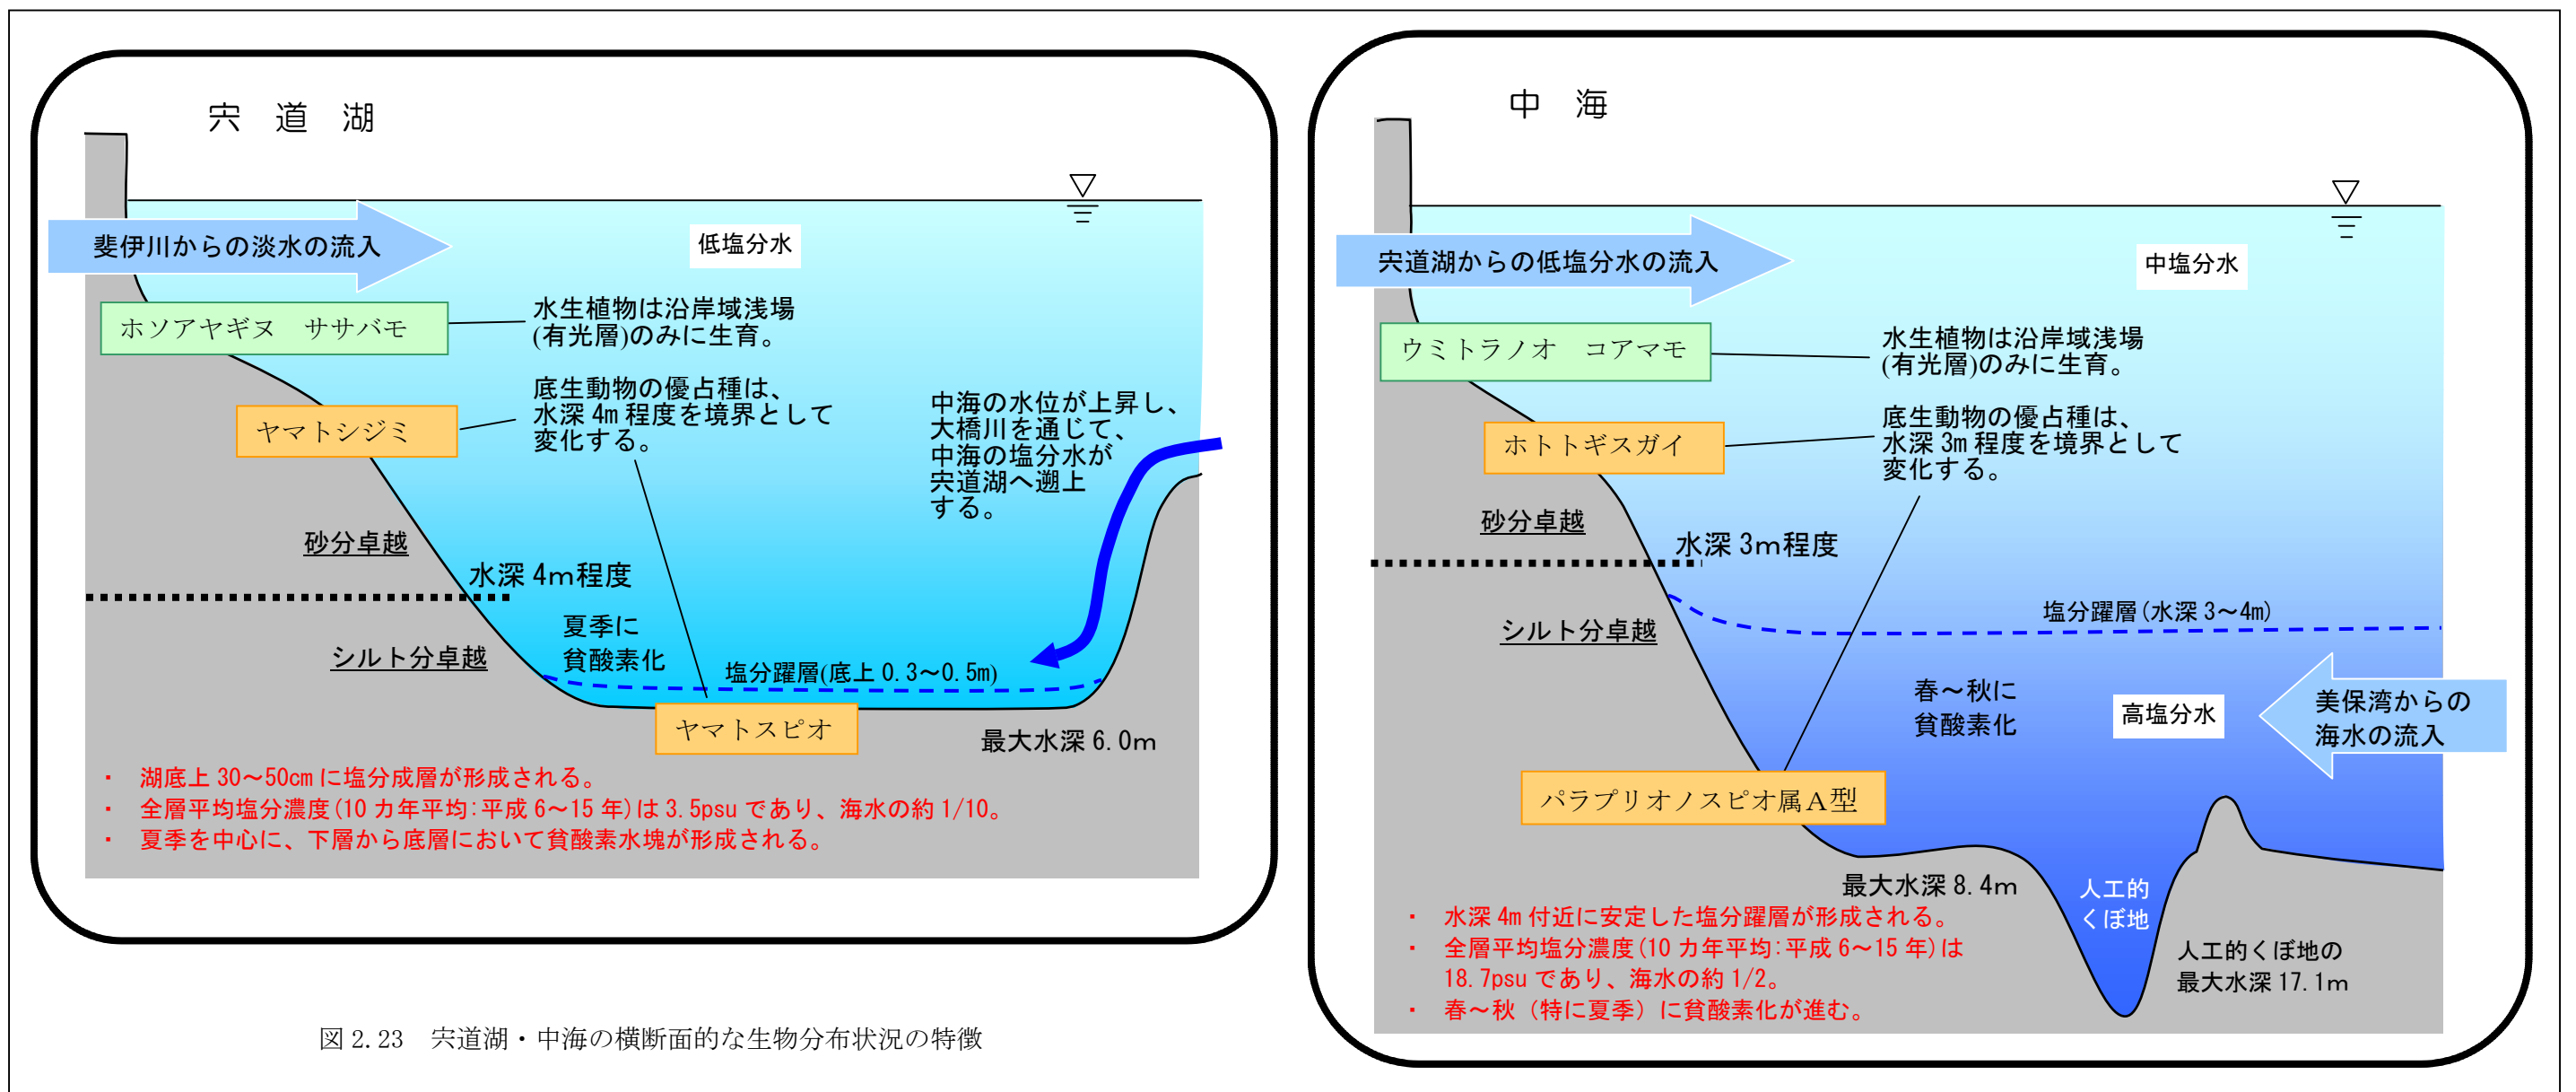 宍 道 湖
斐伊川からの淡水の流入
低塩分水
ホソアヤギヌ ササバモ
水生植物は沿岸域浅場
(有光層)のみに生育。
ヤマトシジミ
底生動物の優占種は、
水深 4m 程度を境界として
変化する。
中海の水位が上昇し、
大橋川を通じて、
中海の塩分水が
宍道湖へ遡上
する。
砂分卓越
水深 4m程度
シルト分卓越
夏季に
貧酸素化
塩分躍層(底上 0.3～0.5m)
ヤマトスピオ
最大水深 6.0m
・ 湖底上 30～50cm に塩分成層が形成される。
・ 全層平均塩分濃度(10 カ年平均:平成 6～15 年)は 3.5psu であり、海水の約 1/10。
・ 夏季を中心に、下層から底層において貧酸素水塊が形成される。
図 2.23 宍道湖・中海の横断面的な生物分布状況の特徴
中 海
宍道湖からの低塩分水の流入
中塩分水
ウミトラノオ コアマモ
水生植物は沿岸域浅場
(有光層)のみに生育。
ホトトギスガイ
底生動物の優占種は、
水深 3m 程度を境界として
変化する。
砂分卓越
水深 3m程度
シルト分卓越
塩分躍層(水深 3～4m)
春～秋に
貧酸素化
高塩分水
美保湾からの
海水の流入
パラプリオノスピオ属A型
最大水深 8.4m
人工的
くぼ地
人工的くぼ地の
最大水深 17.1m
・ 水深 4m 付近に安定した塩分躍層が形成される。
・ 全層平均塩分濃度(10 カ年平均:平成 6～15 年)は
18.7psu であり、海水の約 1/2。
・ 春～秋（特に夏季）に貧酸素化が進む。